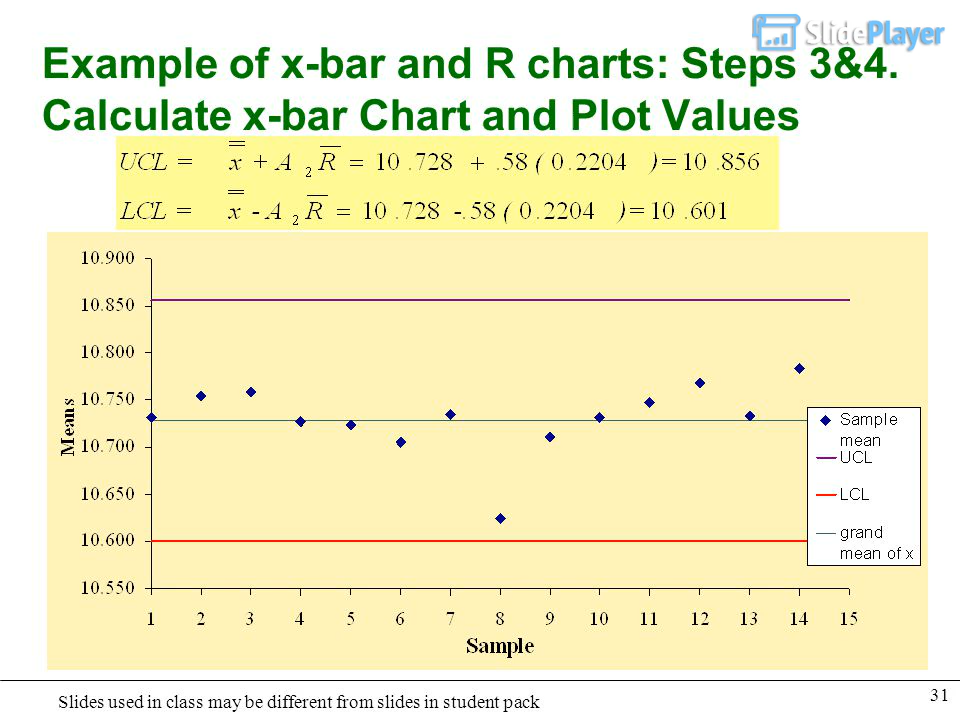 SlidePlayer
Example of x-bar and R charts: Steps 3&4.
Calculate x-bar Chart and Plot Values
UCL = x̿ + A 2 R̅ = 10 .728 + .58 ( 0 .2204 ) = 10 .856
LCL = x̿ - A 2 R̅ = 10 .728 -.58 ( 0 .2204 ) = 10 .601
10.900
10.850
10.800
10.750
10.700
10.650
10.600
10.550
Means
1 2 3 4 5 6 7 8 9 10 11 12 13 14 15
Sample
Sample
mean
UCL
LCL
grand
mean of x
Slides used in class may be different from slides in student pack
31